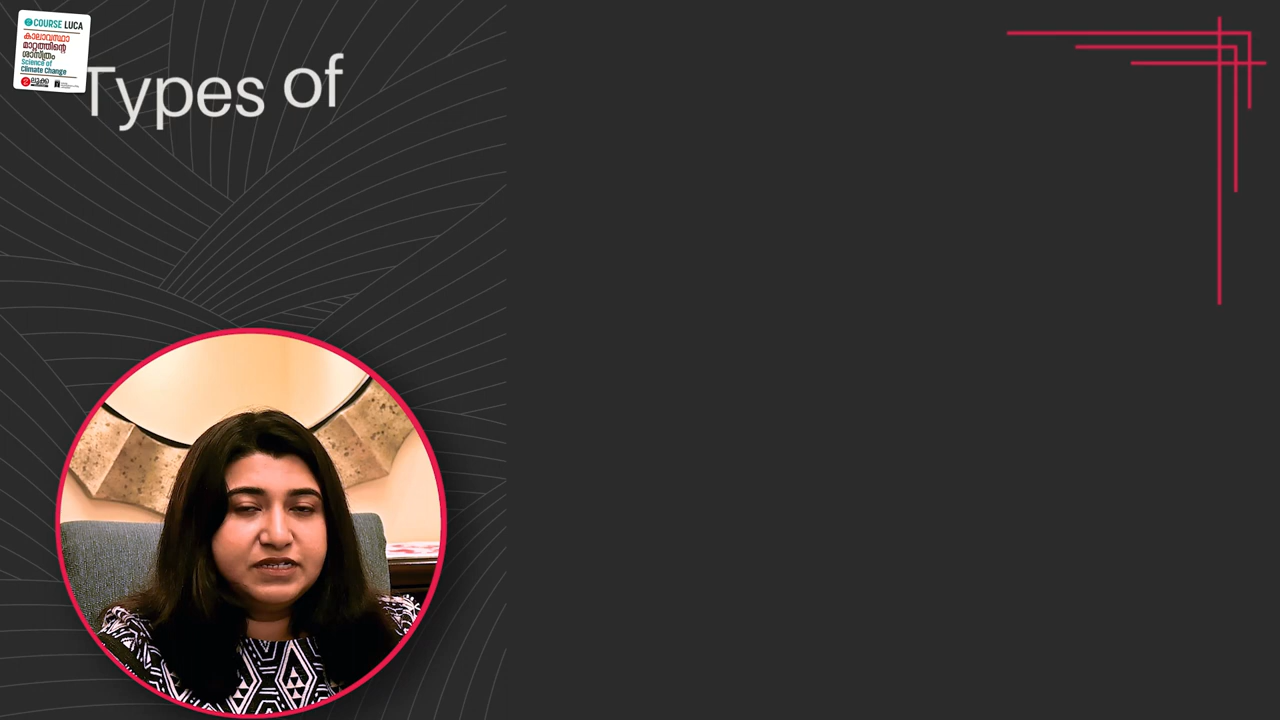 COURSE LUCA
കാലാവസ്ഥാ
മാറ്റത്തിന്റെ
ശാസ്ത്രം
Science of
Climate Change
ലൂക്ക
Types of